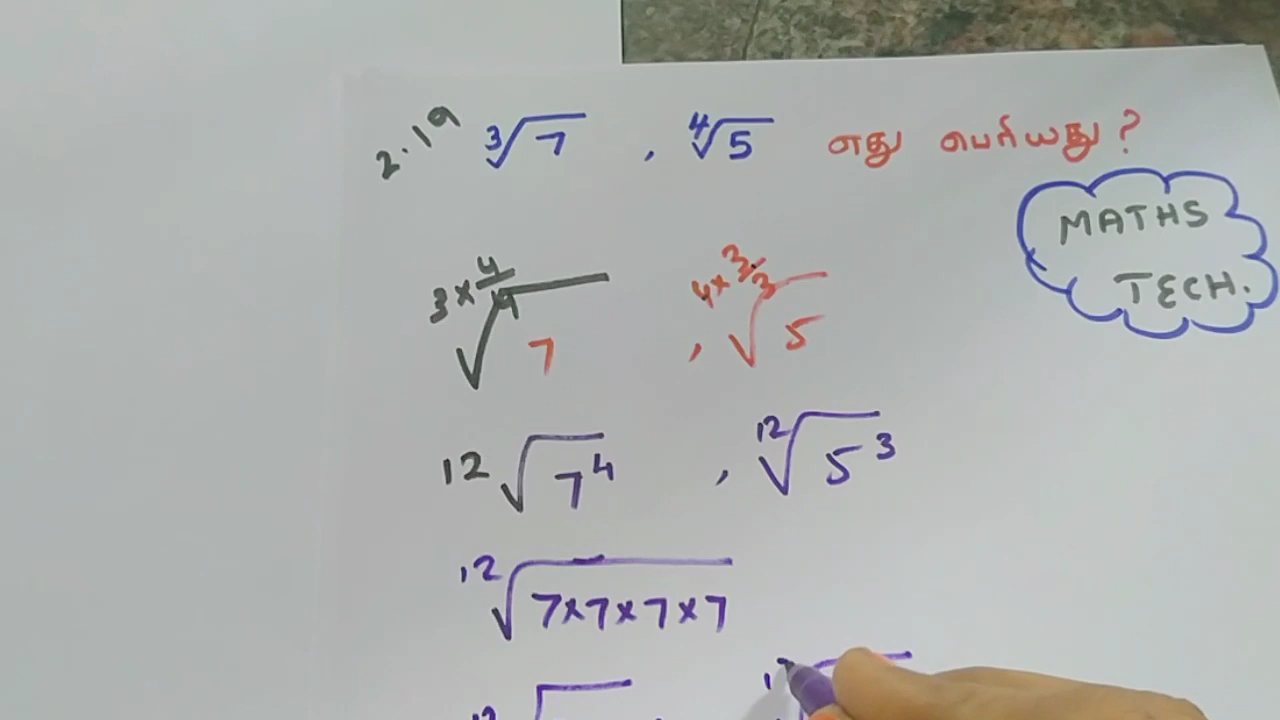 2.19 ∛7 , ∜5 எது பெரியது ?
MATHS
TECH.
3×4/4√7 , 4×3/3√5
12√7⁴ , 12√5³
12√7×7×7×7
12√